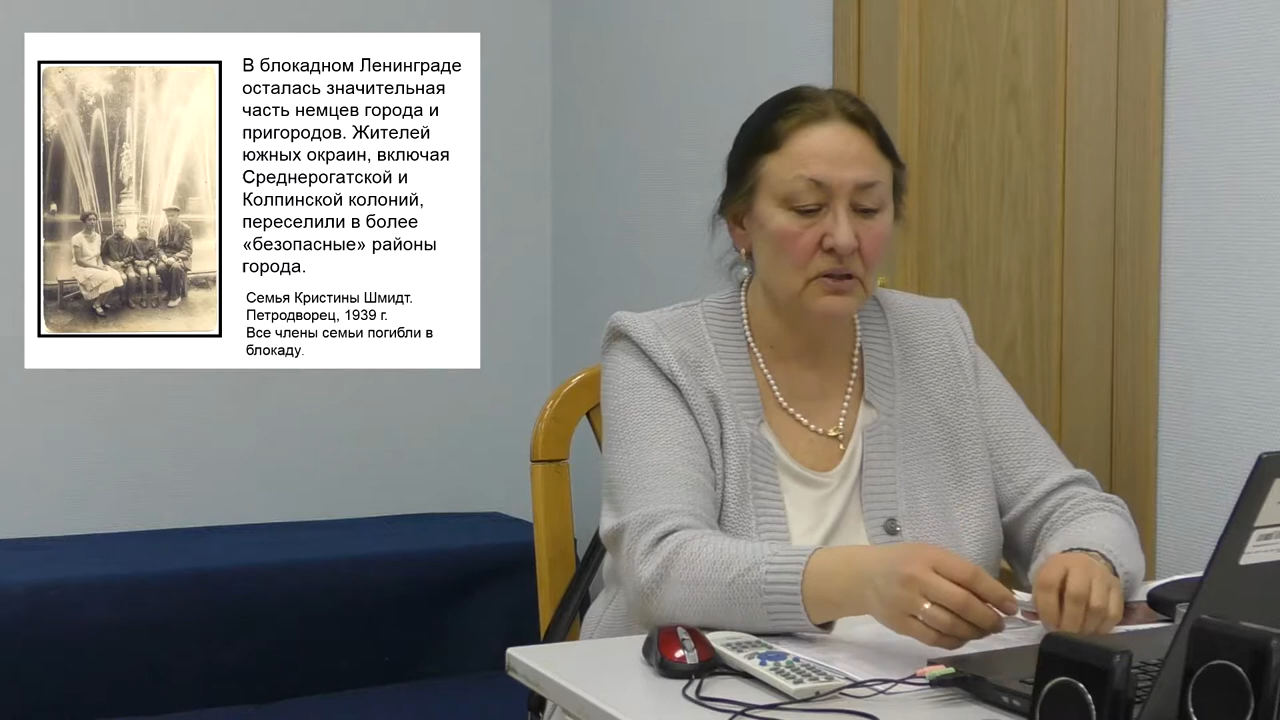 В блокадном Ленинграде
осталась значительная
часть немцев города и
пригородов. Жителей
южных окраин, включая
Среднерогатской и
Колпинской колоний,
переселили в более
«безопасные» районы
города.
Семья Кристины Шмидт.
Петродворец, 1939 г.
Все члены семьи погибли в
блокаду.